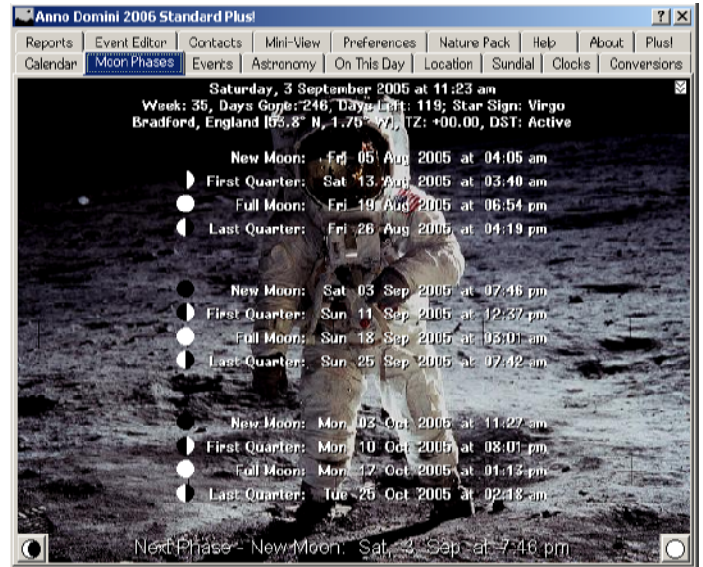 Anno Domini 2006 Standard Plus!
Reports Event Editor Contacts Mini-View Preferences Nature Pack Help About Plus!
Calendar Moon Phases Events Astronomy On This Day Location Sundial Clocks Conversions
Saturday, 3 September 2005 at 11:23 am
Week: 35, Days Gone: 246, Days Left: 119; Star Sign: Virgo
Bradford, England [53.8° N, 1.75° W], TZ: +00.00, DST: Active
New Moon: Fri 05 Aug 2005 at 04:05 am
First Quarter: Sat 13 Aug 2005 at 03:40 am
Full Moon: Fri 19 Aug 2005 at 06:54 pm
Last Quarter: Fri 26 Aug 2005 at 04:19 pm
New Moon: Sat 03 Sep 2005 at 07:46 pm
First Quarter: Sun 11 Sep 2005 at 12:37 pm
Full Moon: Sun 18 Sep 2005 at 03:01 am
Last Quarter: Sun 25 Sep 2005 at 07:42 am
New Moon: Mon 03 Oct 2005 at 11:27 am
First Quarter: Mon 10 Oct 2005 at 08:01 pm
Full Moon: Mon 17 Oct 2005 at 01:13 pm
Last Quarter: Tue 25 Oct 2005 at 02:18 am
Next Phase - New Moon: Sat, 3 Sep at 7:46 pm